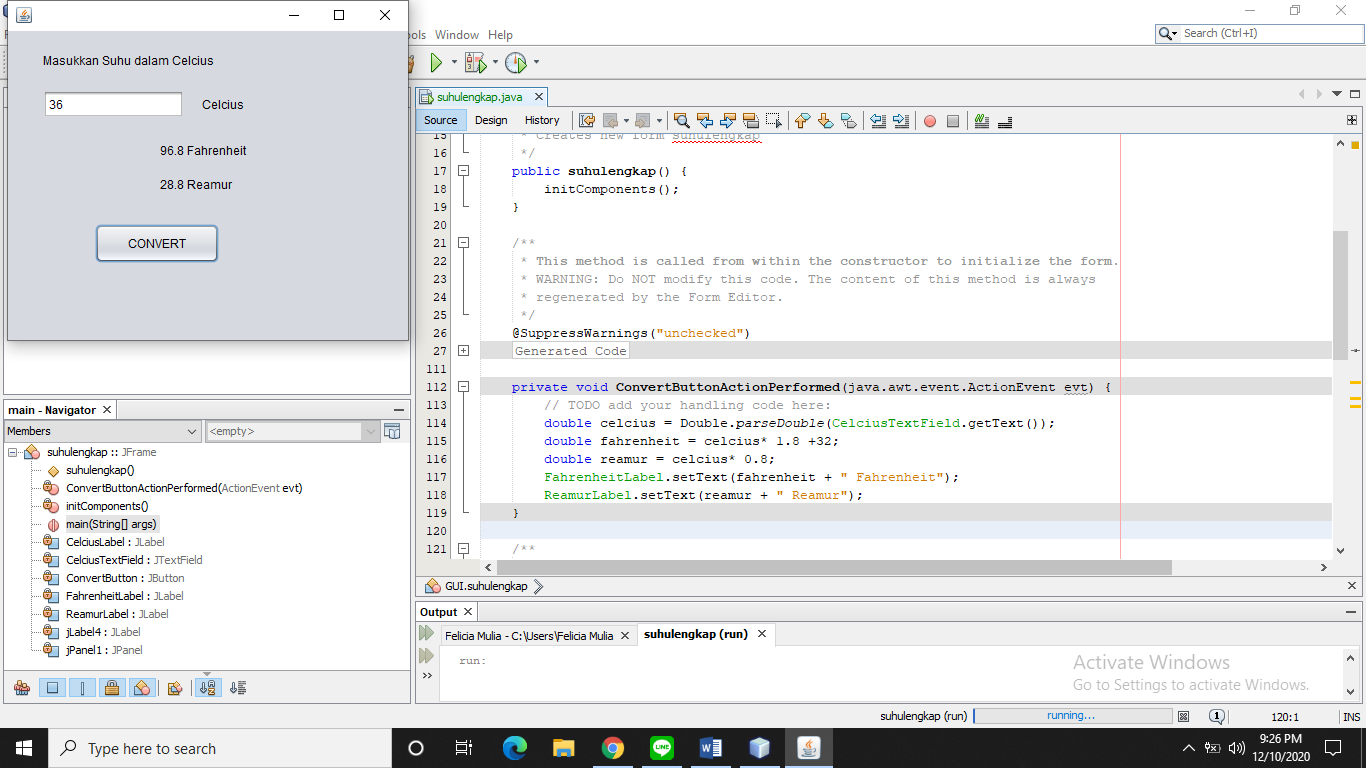 Masukkan Suhu dalam Celcius
36 Celcius
96.8 Fahrenheit
28.8 Reamur
CONVERT
Window Help
Search (Ctrl+I)
suhulengkap.java
Source Design History
15 * Creates new form suhulengkap
16 */
17 public suhulengkap() {
18 initComponents();
19 }
20
21 /**
22 * This method is called from within the constructor to initialize the form.
23 * WARNING: Do NOT modify this code. The content of this method is always
24 * regenerated by the Form Editor.
25 */
26 @SuppressWarnings("unchecked")
27 Generated Code
111
112 private void ConvertButtonActionPerformed(java.awt.event.ActionEvent evt) {
113 // TODO add your handling code here:
114 double celcius = Double.parseDouble(CelciusTextField.getText());
115 double fahrenheit = celcius* 1.8 +32;
116 double reamur = celcius* 0.8;
117 FahrenheitLabel.setText(fahrenheit + " Fahrenheit");
118 ReamurLabel.setText(reamur + " Reamur");
119 }
120
121 /**
GUI.suhulengkap
main - Navigator
Members <empty>
suhulengkap :: JFrame
suhulengkap()
ConvertButtonActionPerformed(ActionEvent evt)
initComponents()
main(String[] args)
CelciusLabel : JLabel
CelciusTextField : JTextField
ConvertButton : JButton
FahrenheitLabel : JLabel
ReamurLabel : JLabel
jLabel4 : JLabel
jPanel1 : JPanel
Output
Felicia Mulia - C:\Users\Felicia Mulia suhulengkap (run)
run:
Activate Windows
Go to Settings to activate Windows.
suhulengkap (run) running... 1 120:1 INS
Type here to search
9:26 PM
12/10/2020